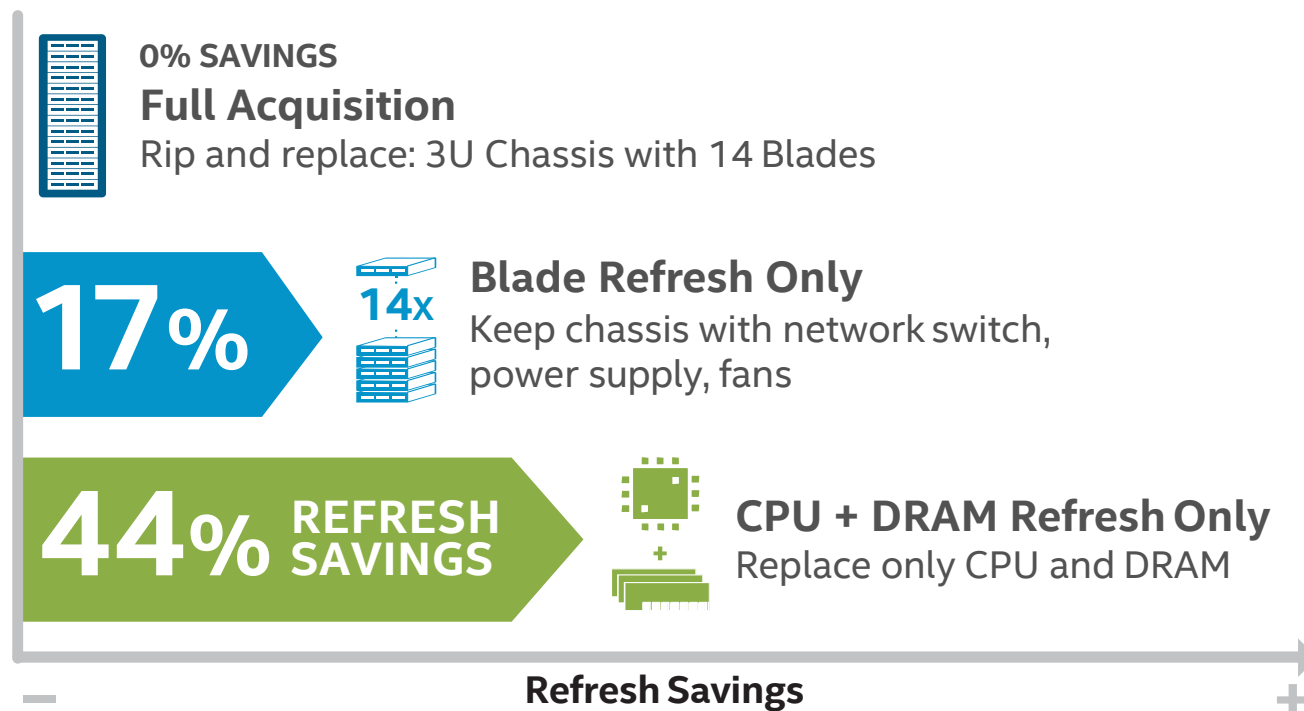 0% SAVINGS
Full Acquisition
Rip and replace: 3U Chassis with 14 Blades
17%
14x
Blade Refresh Only
Keep chassis with network switch,
power supply, fans
44% REFRESH
SAVINGS
+
CPU + DRAM Refresh Only
Replace only CPU and DRAM
Refresh Savings
− +